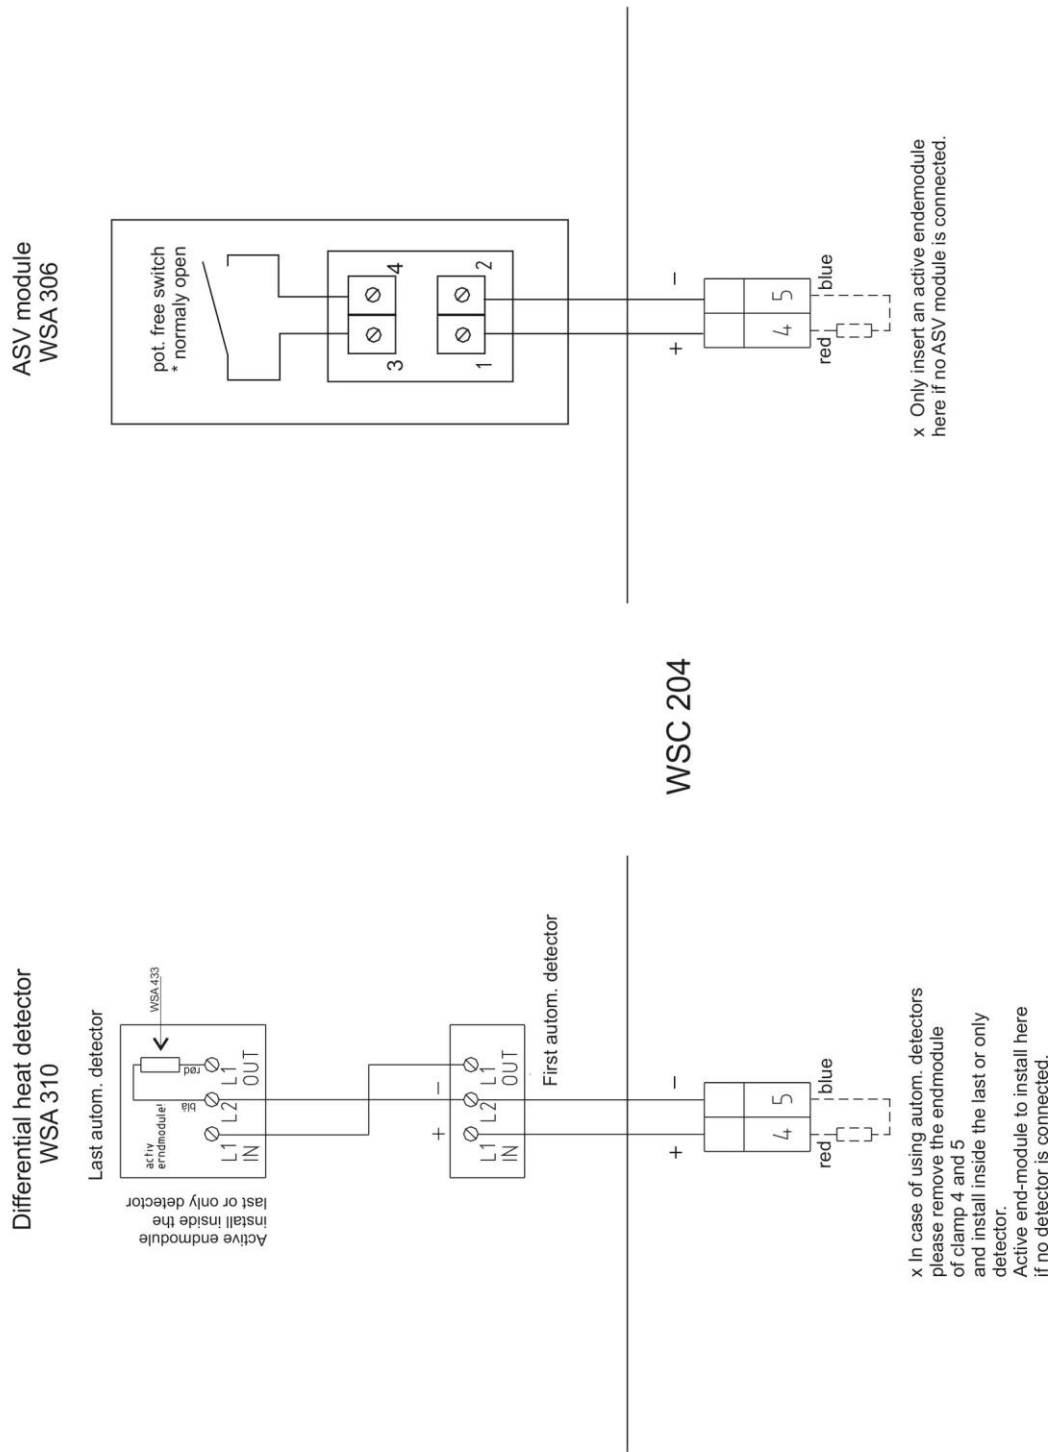 Differential heat detector
WSA 310
Last autom. detector
Active endmodule
install inside the
last or only detector
activ
erndmodule!
WSA 433
blå
rød
L1
IN
L2
L1
OUT
+
−
L1
IN
L2
L1
OUT
First autom. detector
+
−
4
5
red
blue
x In case of using autom. detectors
please remove the endmodule
of clamp 4 and 5
and install inside the last or only
detector.
Active end-module to install here
if no detector is connected.
WSC 204
ASV module
WSA 306
pot. free switch
* normaly open
3
4
1
2
+
−
4
5
red
blue
x Only insert an active endemodule
here if no ASV module is connected.